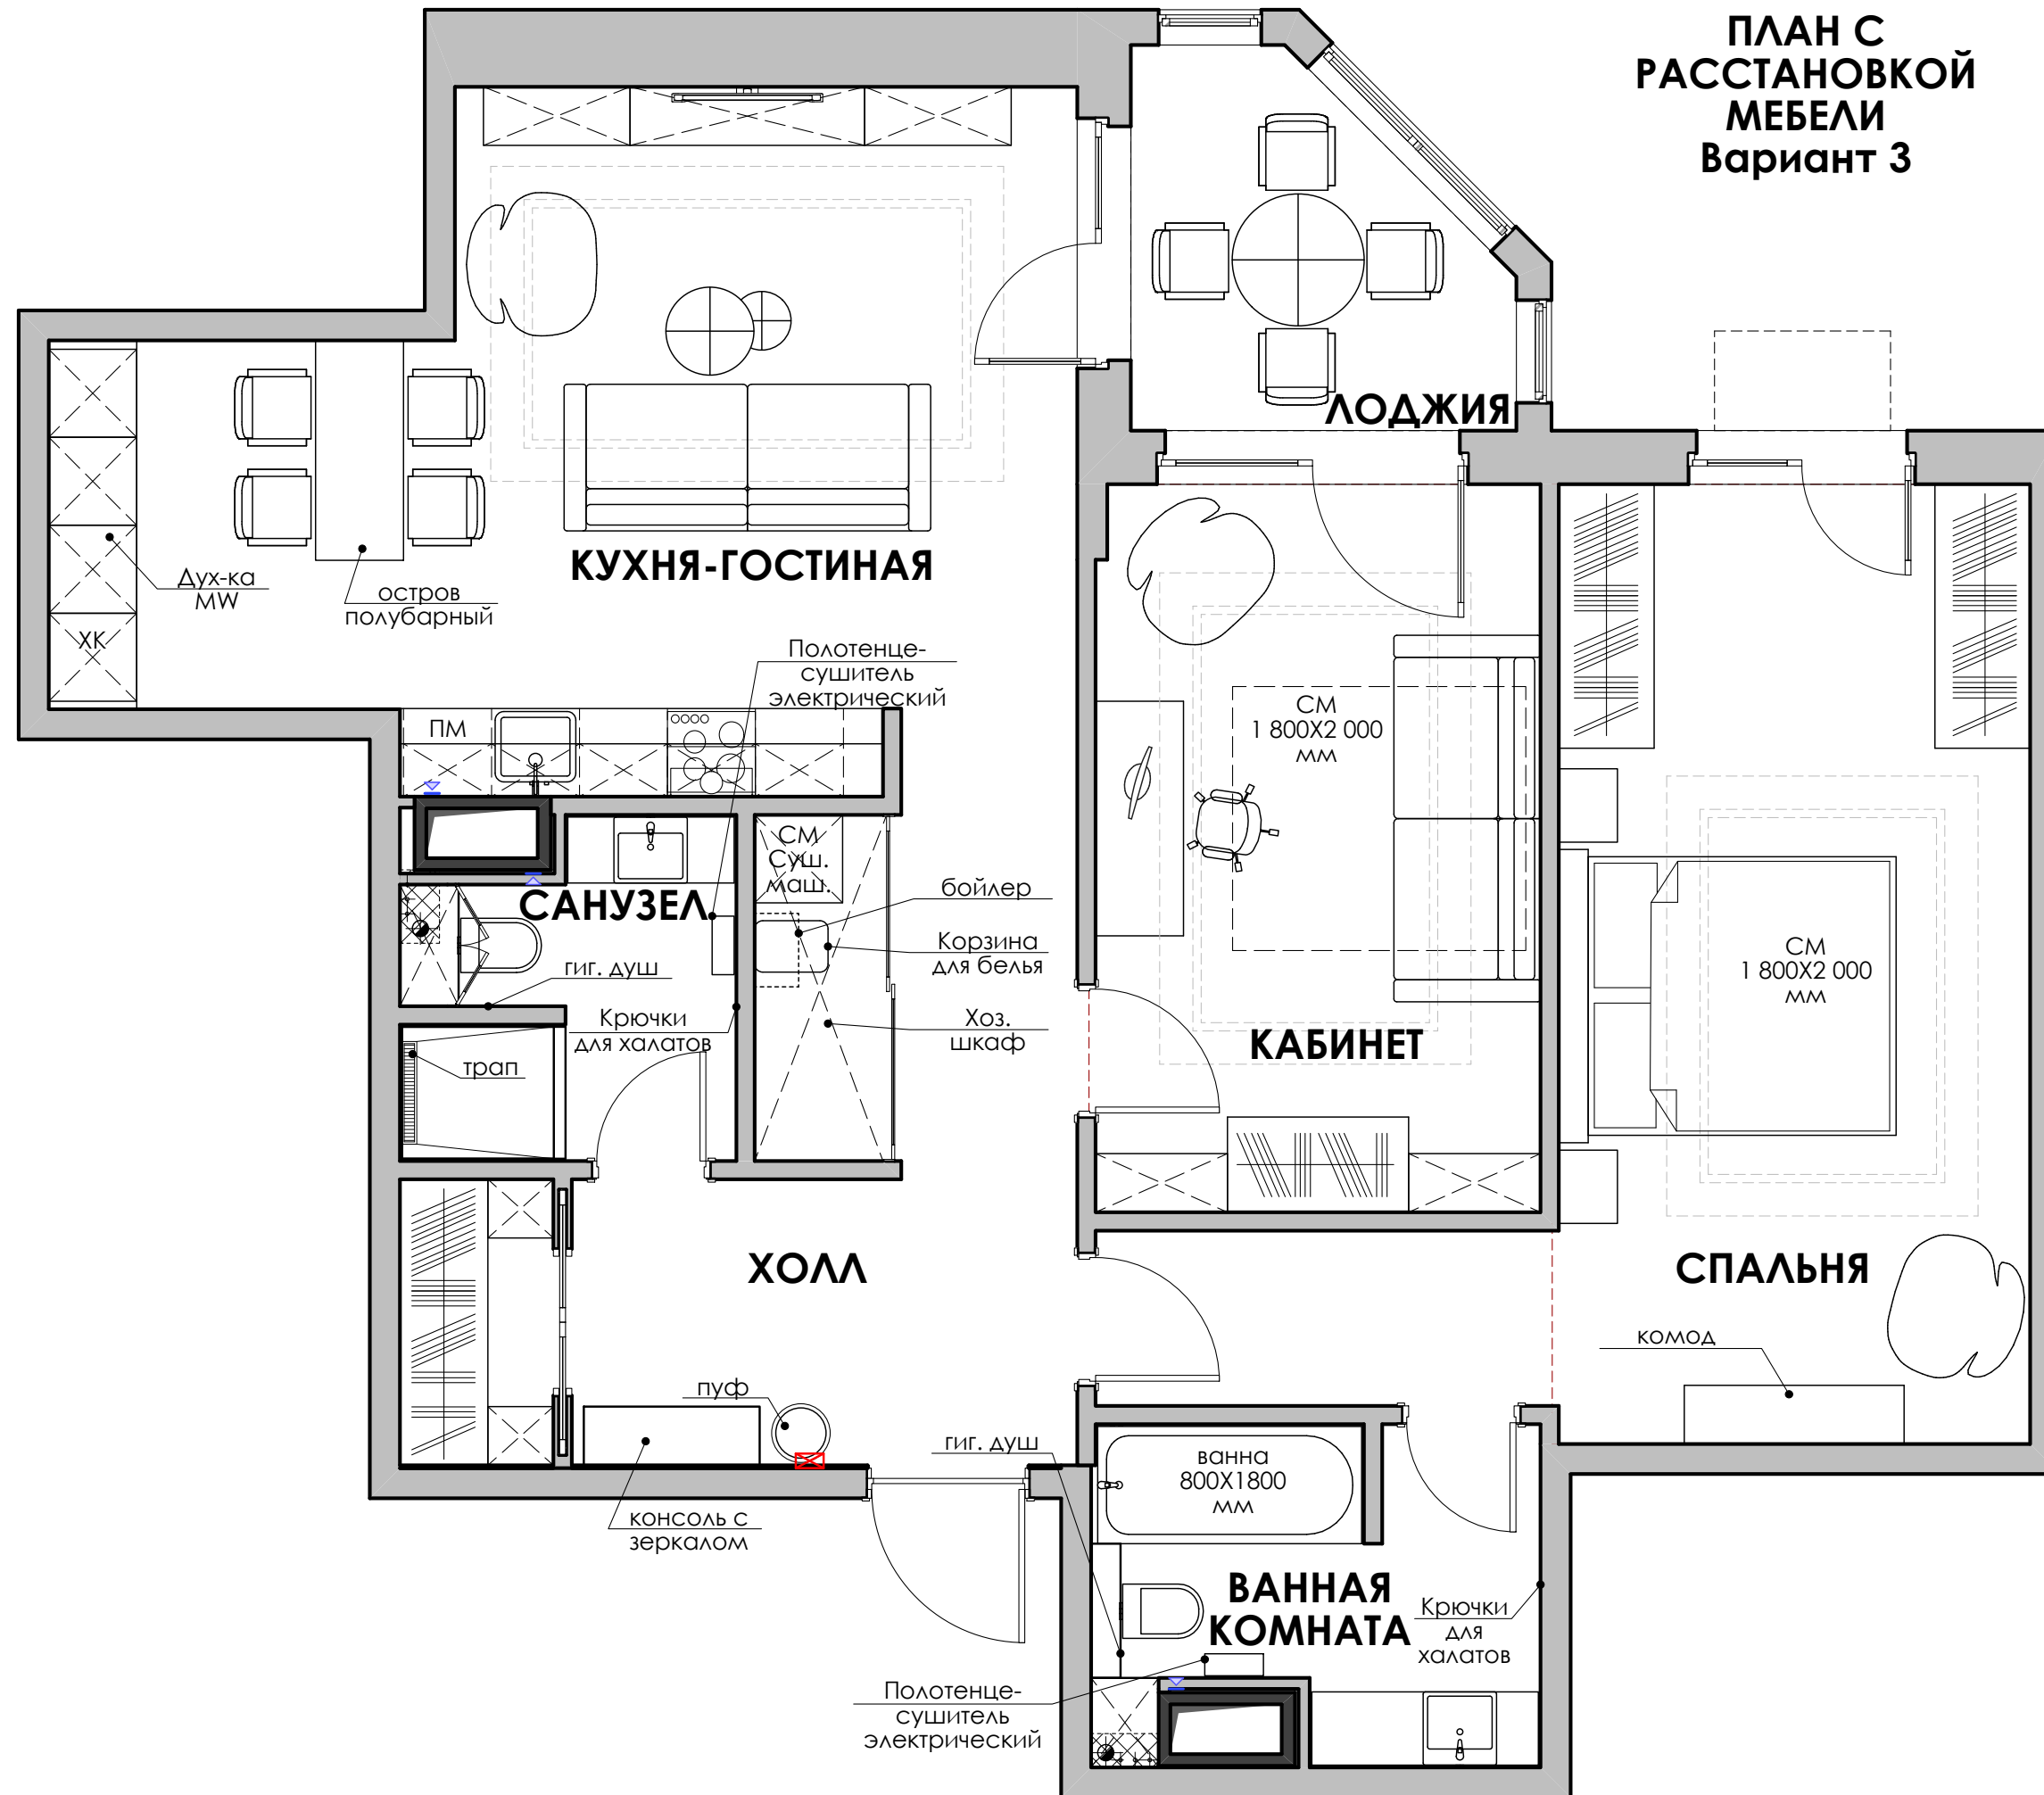 ПЛАН С
РАССТАНОВКОЙ
МЕБЕЛИ
Вариант 3
ЛОДЖИЯ
КУХНЯ-ГОСТИНАЯ
Дух-ка
MW
остров
полубарный
ХК
Полотенце-
сушитель
электрический
ПМ
СМ
1 800Х2 000
мм
СМ
Суш.
маш.
САНУЗЕЛ
бойлер
Корзина
для белья
гиг. душ
Крючки
для халатов
Хоз.
шкаф
трап
КАБИНЕТ
СМ
1 800Х2 000
мм
ХОЛЛ
СПАЛЬНЯ
комод
пуф
гиг. душ
ванна
800Х1800
мм
консоль с
зеркалом
ВАННАЯ
КОМНАТА
Крючки
для
халатов
Полотенце-
сушитель
электрический